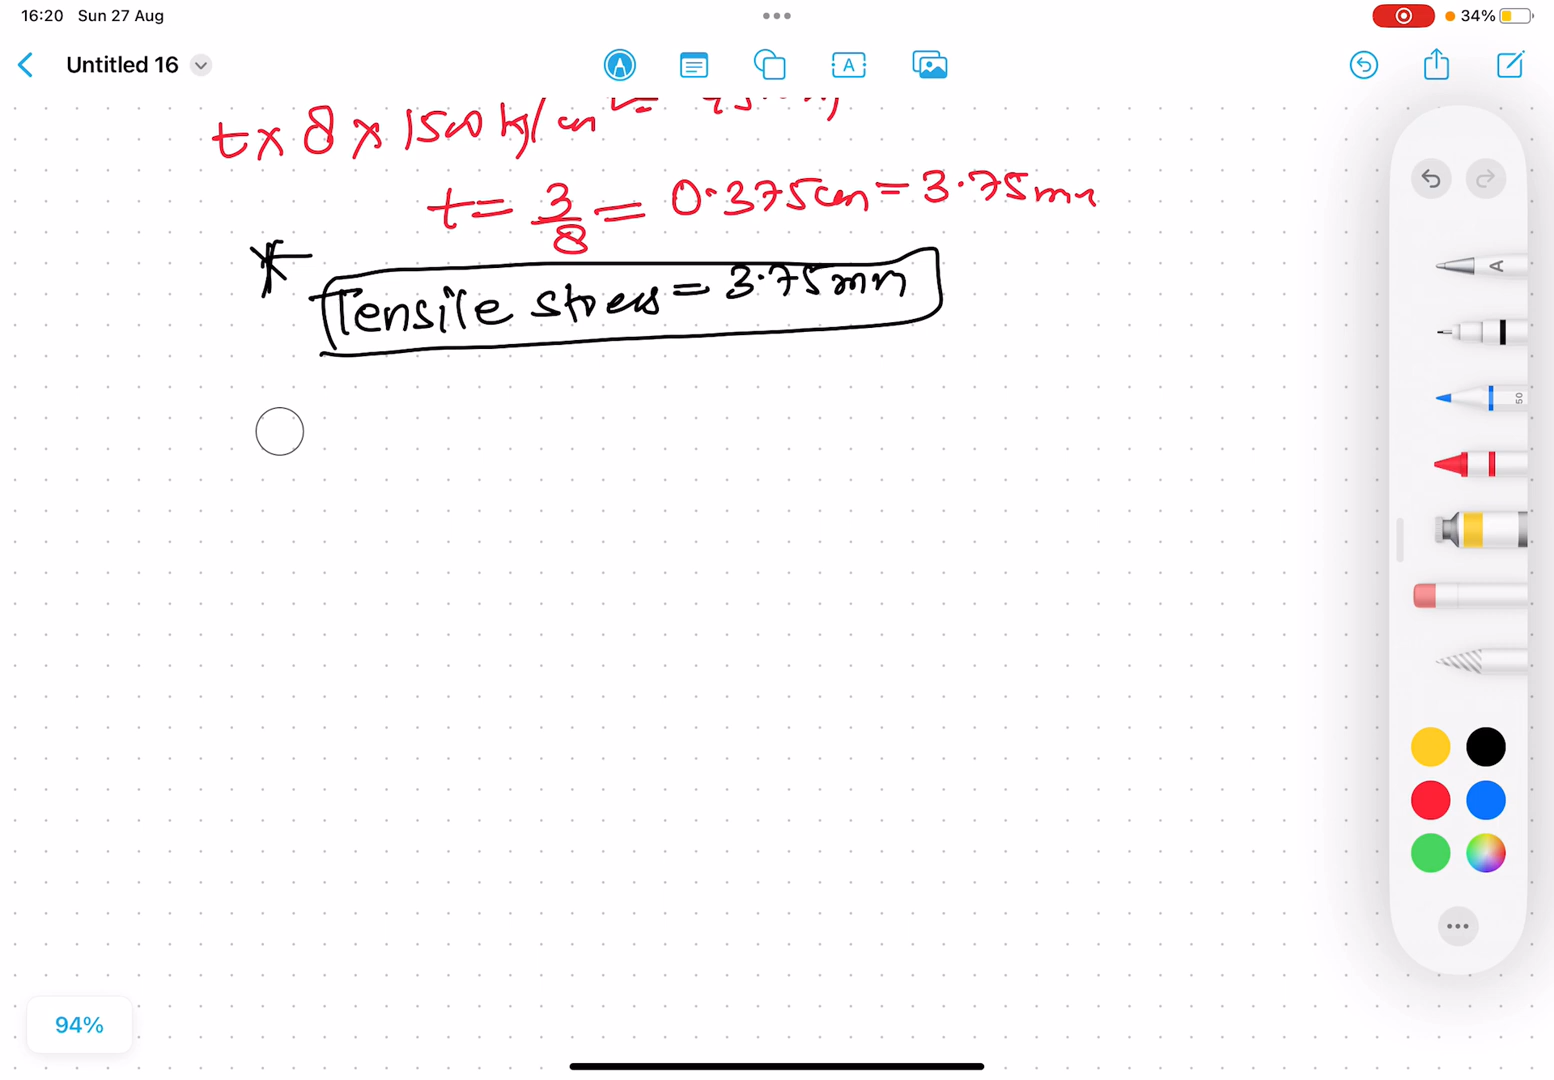 16:20 Sun 27 Aug
34%
Untitled 16
A
t x 8 x 1500 kg/cm
t = 3/8 = 0.375cm = 3.75mm
A
Tensile stress = 3.75mm
50
94%